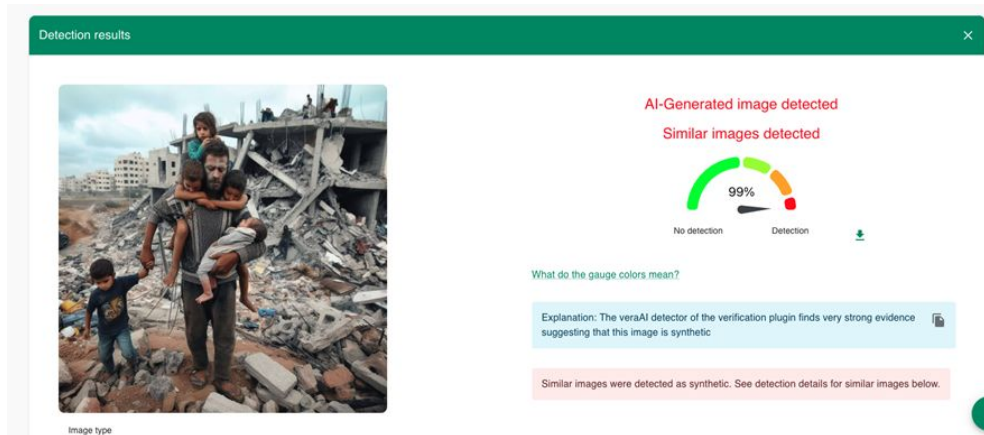 Detection results
AI-Generated image detected
Similar images detected
99%
No detection
Detection
What do the gauge colors mean?
Explanation: The veraAI detector of the verification plugin finds very strong evidence
suggesting that this image is synthetic
Similar images were detected as synthetic. See detection details for similar images below.
Image type